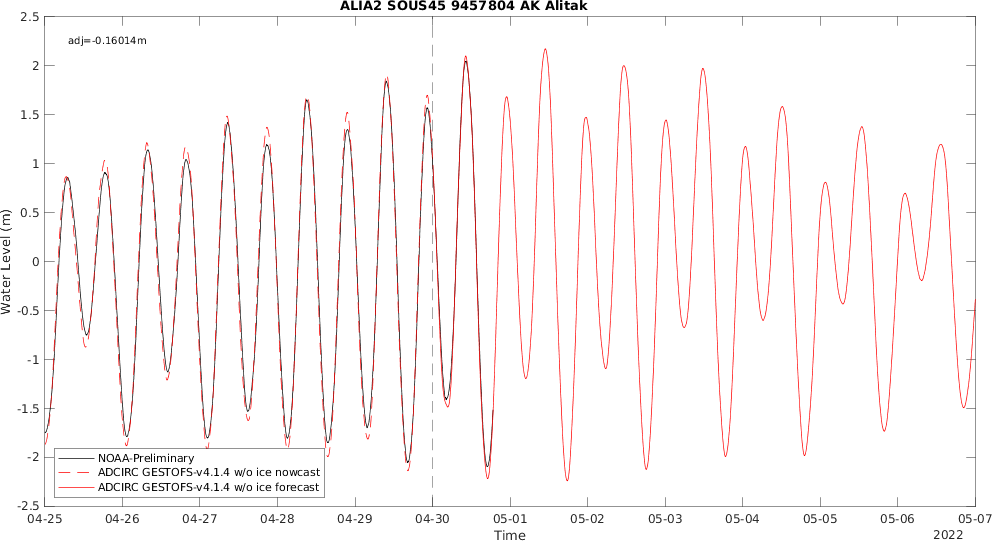 ALIA2 SOUS45 9457804 AK Alitak
adj=-0.16014m
Water Level (m)
2.5
2
1.5
1
0.5
0
-0.5
-1
-1.5
-2
-2.5
NOAA-Preliminary
ADCIRC GESTOFS-v4.1.4 w/o ice nowcast
ADCIRC GESTOFS-v4.1.4 w/o ice forecast
04-25 04-26 04-27 04-28 04-29 04-30 05-01 05-02 05-03 05-04 05-05 05-06 05-07
Time
2022